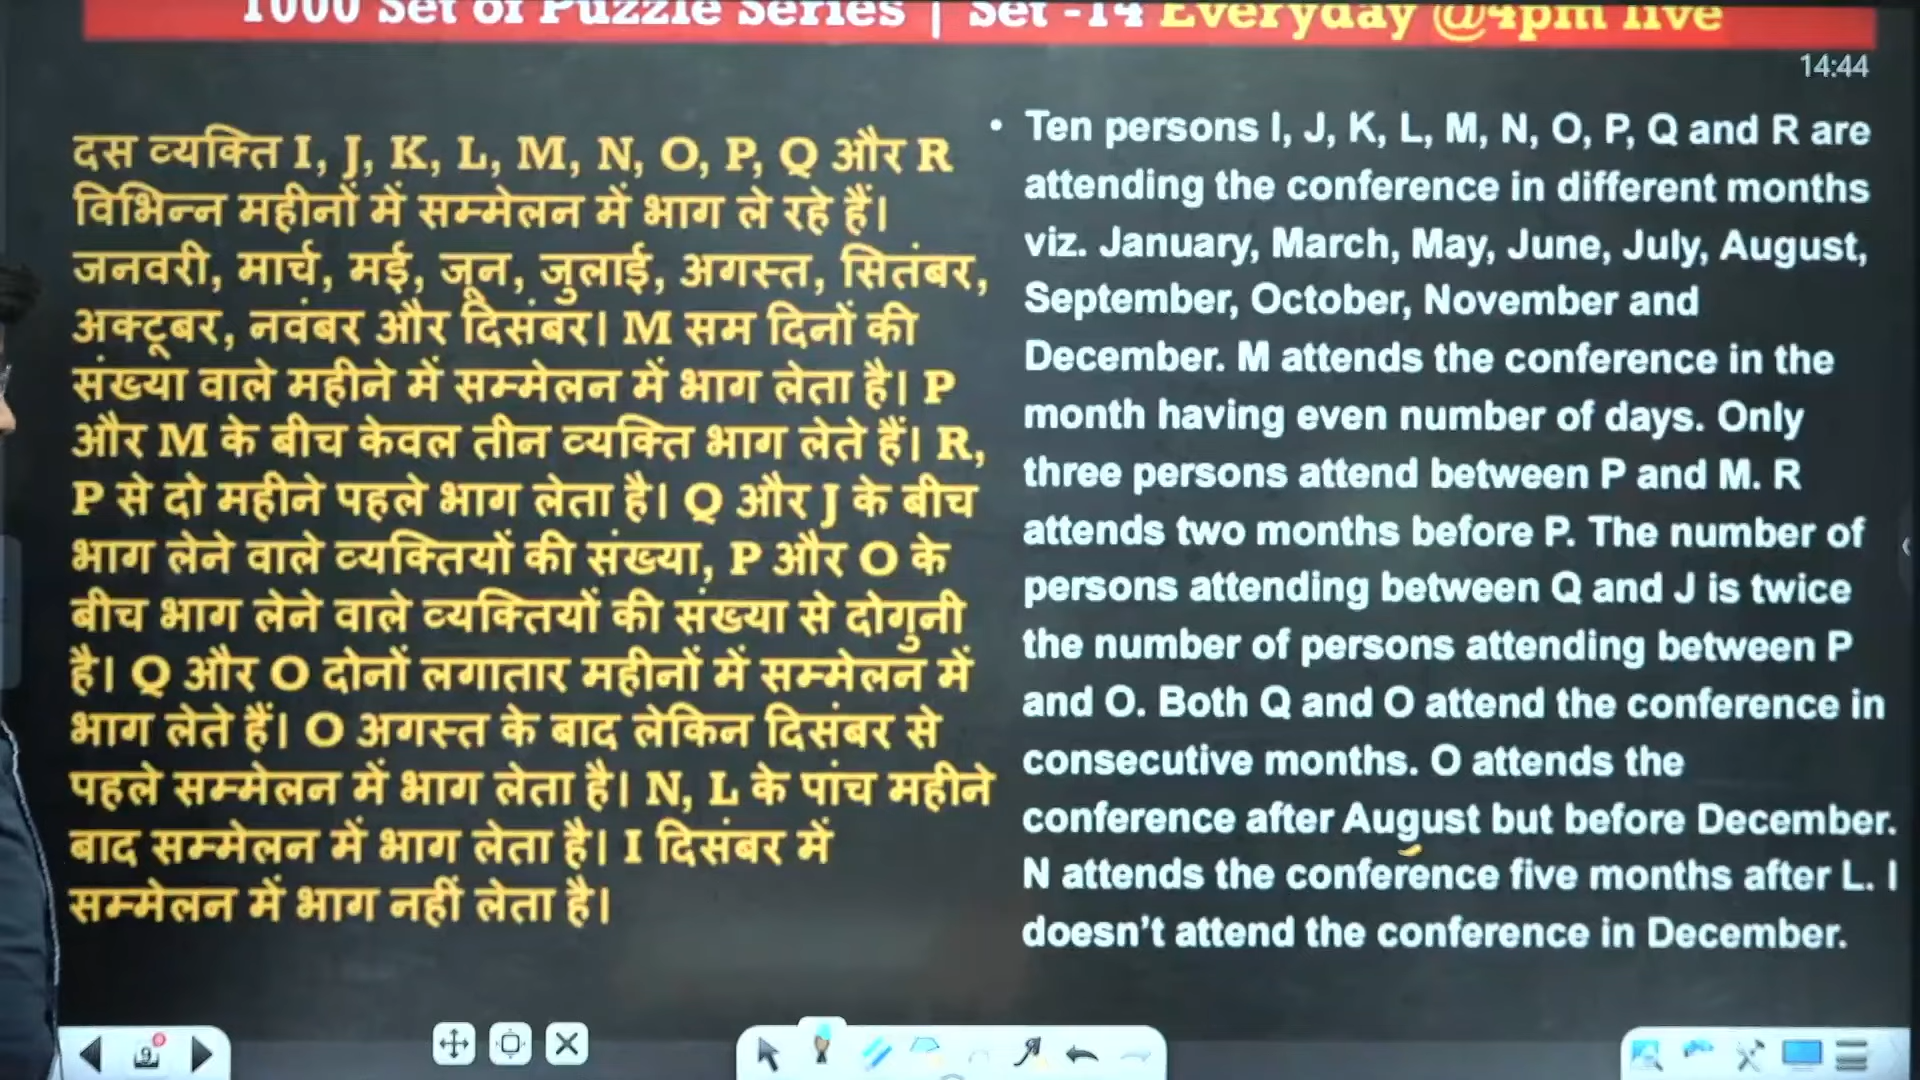 1000 Set of Puzzle Series | Set -14 Everyday @4pm live
14:44
दस व्यक्ति I, J, K, L, M, N, O, P, Q और R
विभिन्न महीनों में सम्मेलन में भाग ले रहे हैं।
जनवरी, मार्च, मई, जून, जुलाई, अगस्त, सितंबर,
अक्टूबर, नवंबर और दिसंबर। M सम दिनों की
संख्या वाले महीने में सम्मेलन में भाग लेता है। P
और M के बीच केवल तीन व्यक्ति भाग लेते हैं। R,
P से दो महीने पहले भाग लेता है। Q और J के बीच
भाग लेने वाले व्यक्तियों की संख्या, P और O के
बीच भाग लेने वाले व्यक्तियों की संख्या से दोगुनी
है। Q और O दोनों लगातार महीनों में सम्मेलन में
भाग लेते हैं। O अगस्त के बाद लेकिन दिसंबर से
पहले सम्मेलन में भाग लेता है। N, L के पांच महीने
बाद सम्मेलन में भाग लेता है। I दिसंबर में
सम्मेलन में भाग नहीं लेता है।
• Ten persons I, J, K, L, M, N, O, P, Q and R are
attending the conference in different months
viz. January, March, May, June, July, August,
September, October, November and
December. M attends the conference in the
month having even number of days. Only
three persons attend between P and M. R
attends two months before P. The number of
persons attending between Q and J is twice
the number of persons attending between P
and O. Both Q and O attend the conference in
consecutive months. O attends the
conference after August but before December.
N attends the conference five months after L. I
doesn't attend the conference in December.